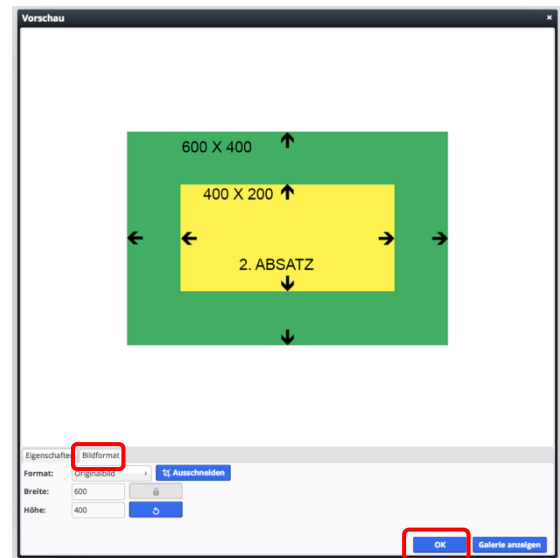 Vorschau ×
600 X 400
400 X 200
2. ABSATZ
Eigenschaften Bildformat
Format: Originalbild Ausschneiden
Breite: 600
Höhe: 400
OK Galerie anzeigen